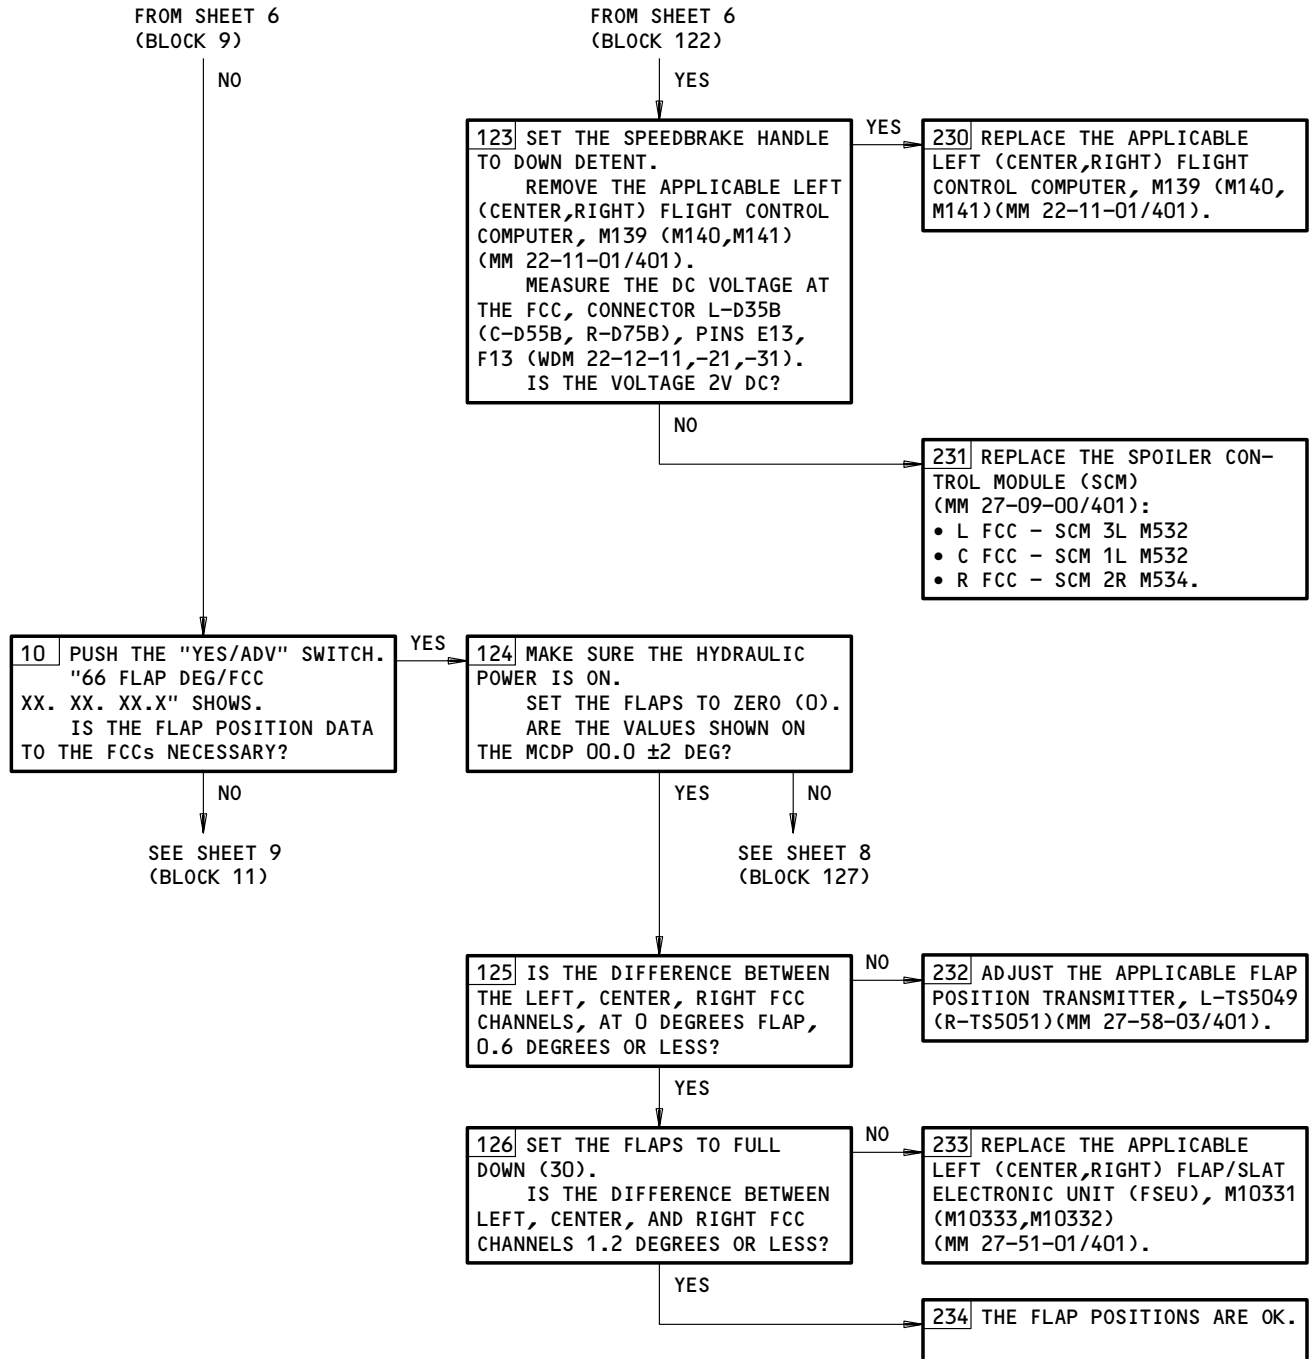 FROM SHEET 6
(BLOCK 9)
NO
FROM SHEET 6
(BLOCK 122)
YES
123 SET THE SPEEDBRAKE HANDLE
TO DOWN DETENT.
REMOVE THE APPLICABLE LEFT
(CENTER,RIGHT) FLIGHT CONTROL
COMPUTER, M139 (M140,M141)
(MM 22-11-01/401).
MEASURE THE DC VOLTAGE AT
THE FCC, CONNECTOR L-D35B
(C-D55B, R-D75B), PINS E13,
F13 (WDM 22-12-11,-21,-31).
IS THE VOLTAGE 2V DC?
YES
230 REPLACE THE APPLICABLE
LEFT (CENTER,RIGHT) FLIGHT
CONTROL COMPUTER, M139 (M140,
M141)(MM 22-11-01/401).
NO
231 REPLACE THE SPOILER CON-
TROL MODULE (SCM)
(MM 27-09-00/401):
• L FCC - SCM 3L M532
• C FCC - SCM 1L M532
• R FCC - SCM 2R M534.
10 PUSH THE "YES/ADV" SWITCH.
"66 FLAP DEG/FCC
XX. XX. XX.X" SHOWS.
IS THE FLAP POSITION DATA
TO THE FCCs NECESSARY?
YES
NO
SEE SHEET 9
(BLOCK 11)
124 MAKE SURE THE HYDRAULIC
POWER IS ON.
SET THE FLAPS TO ZERO (0).
ARE THE VALUES SHOWN ON
THE MCDP 00.0 ±2 DEG?
YES
NO
SEE SHEET 8
(BLOCK 127)
125 IS THE DIFFERENCE BETWEEN
THE LEFT, CENTER, RIGHT FCC
CHANNELS, AT 0 DEGREES FLAP,
0.6 DEGREES OR LESS?
NO
232 ADJUST THE APPLICABLE FLAP
POSITION TRANSMITTER, L-TS5049
(R-TS5051)(MM 27-58-03/401).
YES
126 SET THE FLAPS TO FULL
DOWN (30).
IS THE DIFFERENCE BETWEEN
LEFT, CENTER, AND RIGHT FCC
CHANNELS 1.2 DEGREES OR LESS?
NO
233 REPLACE THE APPLICABLE
LEFT (CENTER,RIGHT) FLAP/SLAT
ELECTRONIC UNIT (FSEU), M10331
(M10333,M10332)
(MM 27-51-01/401).
YES
234 THE FLAP POSITIONS ARE OK.